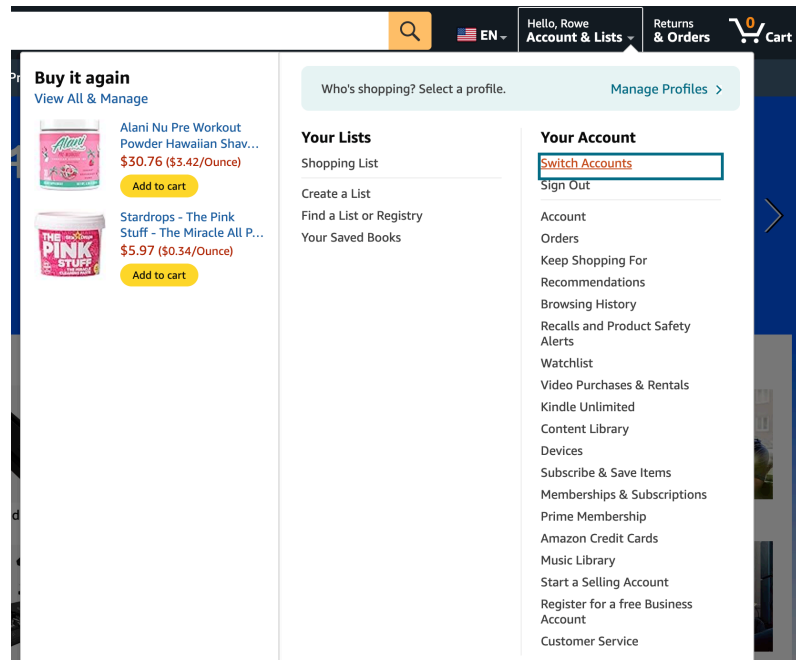 EN
Hello, Rowe
Account & Lists
Returns
& Orders
0
Cart
Buy it again
View All & Manage
Alani Nu Pre Workout
Powder Hawaiian Shav...
$30.76 ($3.42/Ounce)
Add to cart
Stardrops - The Pink
Stuff - The Miracle All P...
$5.97 ($0.34/Ounce)
Add to cart
Alani
THE
PINK
STUFF
Who's shopping? Select a profile.
Manage Profiles
Your Lists
Shopping List
Create a List
Find a List or Registry
Your Saved Books
Your Account
Switch Accounts
Sign Out
Account
Orders
Keep Shopping For
Recommendations
Browsing History
Recalls and Product Safety
Alerts
Watchlist
Video Purchases & Rentals
Kindle Unlimited
Content Library
Devices
Subscribe & Save Items
Memberships & Subscriptions
Prime Membership
Amazon Credit Cards
Music Library
Start a Selling Account
Register for a free Business
Account
Customer Service